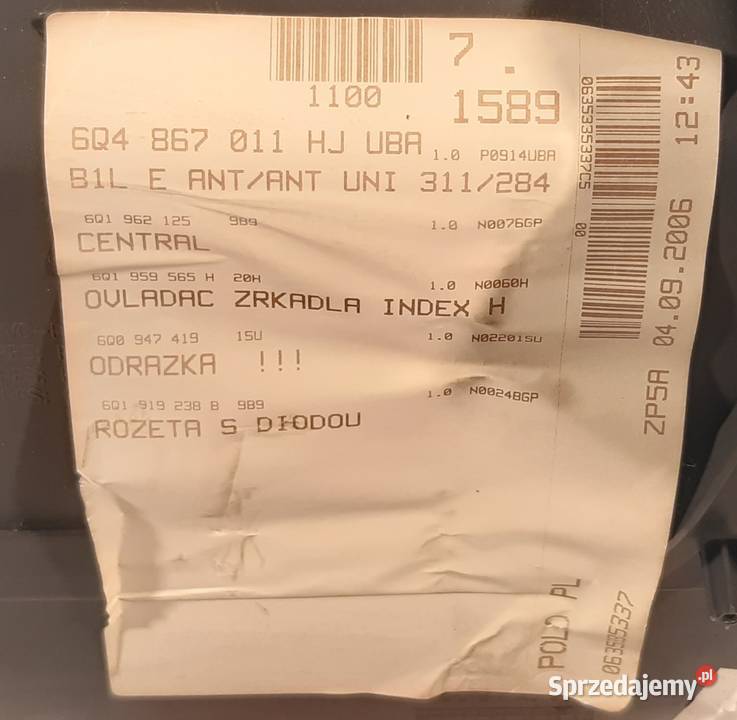 7 .
1100
1589
6Q4 867 011 HJ UBA 1.0 P0914UBA
B1L E ANT/ANT UNI 311/284
6Q1 962 125 9B9 1.0 N0076GP
CENTRAL
6Q1 959 565 H 20H 1.0 N0060H
OVLADAC ZRKADLA INDEX H
6Q0 947 419 15U 1.0 N02201SU
ODRAZKA !!!
6Q1 919 238 B 9B9 1.0 N00248GP
ROZETA S DIODOU
00
ZP5A 04.09.2006 12:43
POLO PL
Sprzedajemy.pl